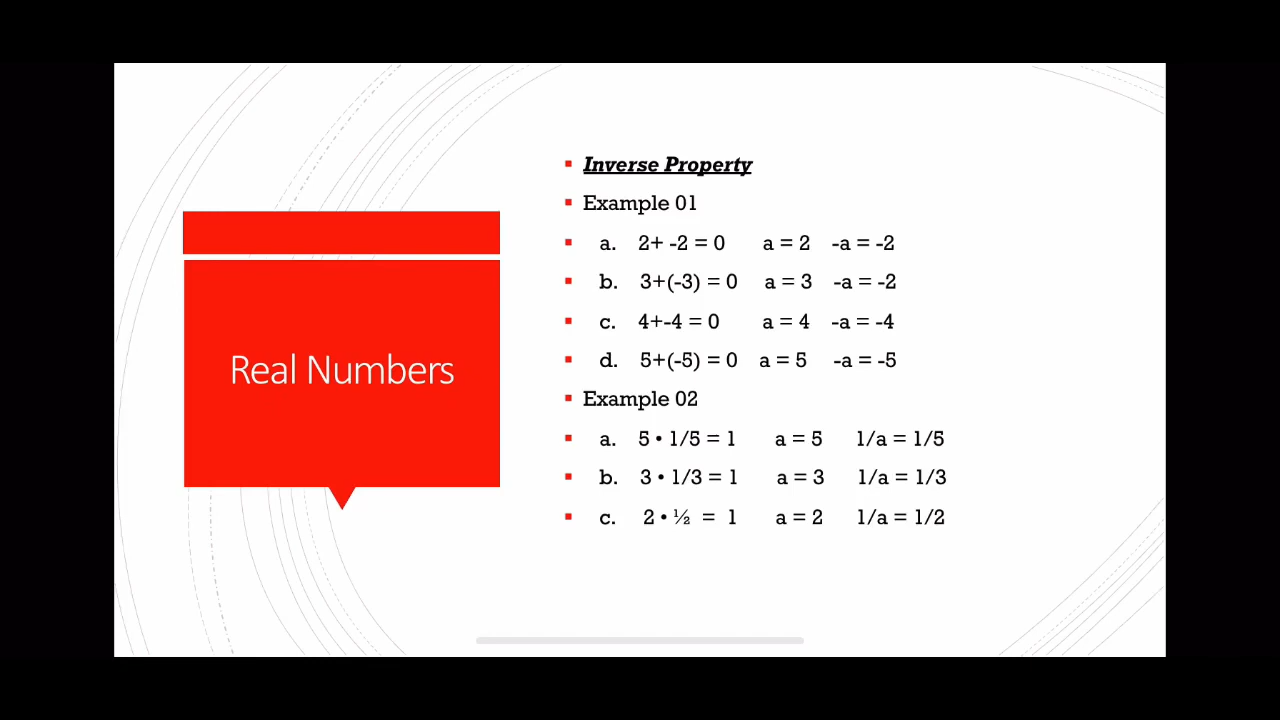 Real Numbers
Inverse Property
Example 01
a. 2+ -2 = 0 a = 2 -a = -2
b. 3+(-3) = 0 a = 3 -a = -2
c. 4+-4 = 0 a = 4 -a = -4
d. 5+(-5) = 0 a = 5 -a = -5
Example 02
a. 5 • 1/5 = 1 a = 5 1/a = 1/5
b. 3 • 1/3 = 1 a = 3 1/a = 1/3
c. 2 • ½ = 1 a = 2 1/a = 1/2